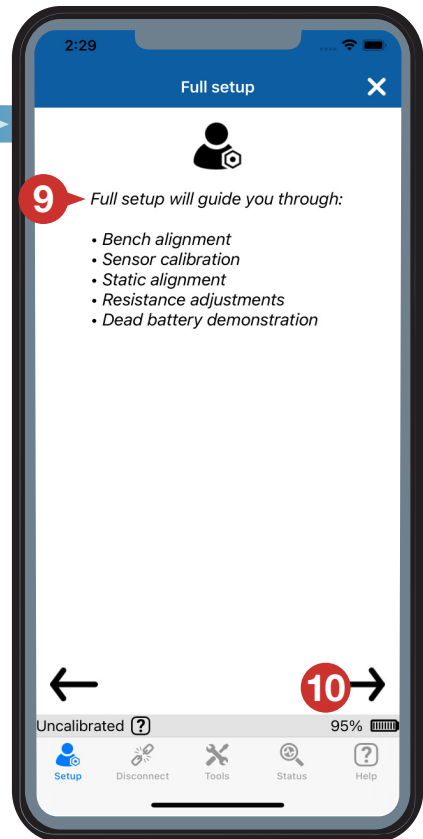 2:29
Full setup
9
Full setup will guide you through:
• Bench alignment
• Sensor calibration
• Static alignment
• Resistance adjustments
• Dead battery demonstration
10
Uncalibrated ? 95%
Setup Disconnect Tools Status Help